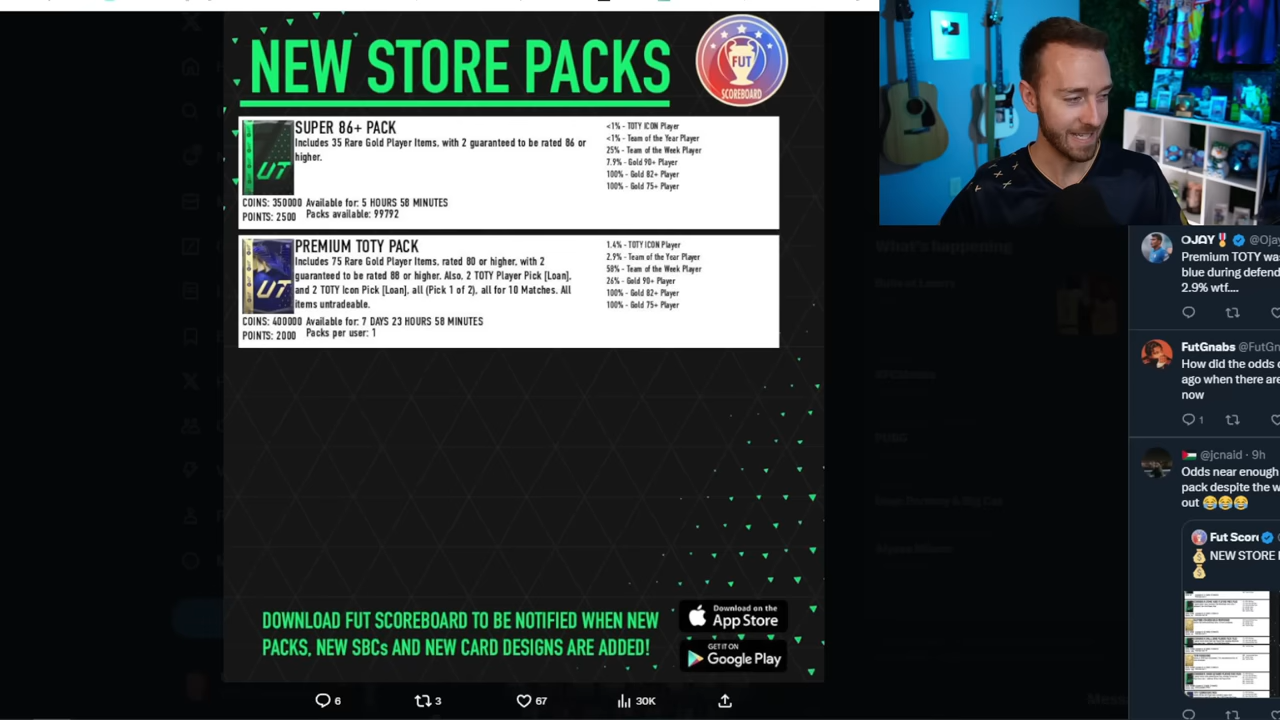 NEW STORE PACKS
FUT
SCOREBOARD
SUPER 86+ PACK
Includes 35 Rare Gold Player Items, with 2 guaranteed to be rated 86 or
higher.
COINS: 350000 Available for: 5 HOURS 58 MINUTES
POINTS: 2500 Packs available: 99792
<1% - TOTY ICON Player
<1% - Team of the Year Player
25% - Team of the Week Player
7.9% - Gold 90+ Player
100% - Gold 82+ Player
100% - Gold 75+ Player
UT
PREMIUM TOTY PACK
Includes 75 Rare Gold Player Items, rated 80 or higher, with 2
guaranteed to be rated 88 or higher. Also, 2 TOTY Player Pick [Loan],
and 2 TOTY Icon Pick [Loan], all (Pick 1 of 2), all for 10 Matches. All
items untradeable.
COINS: 400000 Available for: 7 DAYS 23 HOURS 58 MINUTES
POINTS: 2000 Packs per user: 1
1.4% - TOTY ICON Player
2.9% - Team of the Year Player
58% - Team of the Week Player
26% - Gold 90+ Player
100% - Gold 82+ Player
100% - Gold 75+ Player
UT
DOWNLOAD FUT SCOREBOARD TO BE NOTIFIED WHEN NEW
PACKS, NEW SBCs AND NEW CARD DESIGNS ARE ADDED!
Download on the
App Store
GET IT ON
Google Play
6
3
67
30K
What's happening
OJAY 🎖 @Ojay
Premium TOTY was
blue during defend
2.9% wtf....
FutGnabs @FutGn
How did the odds
ago when there are
now
1
🇵🇸 @jcnaid · 9h
Odds near enough
pack despite the w
out 😂😂😂
Fut Score
💰 NEW STORE
💰